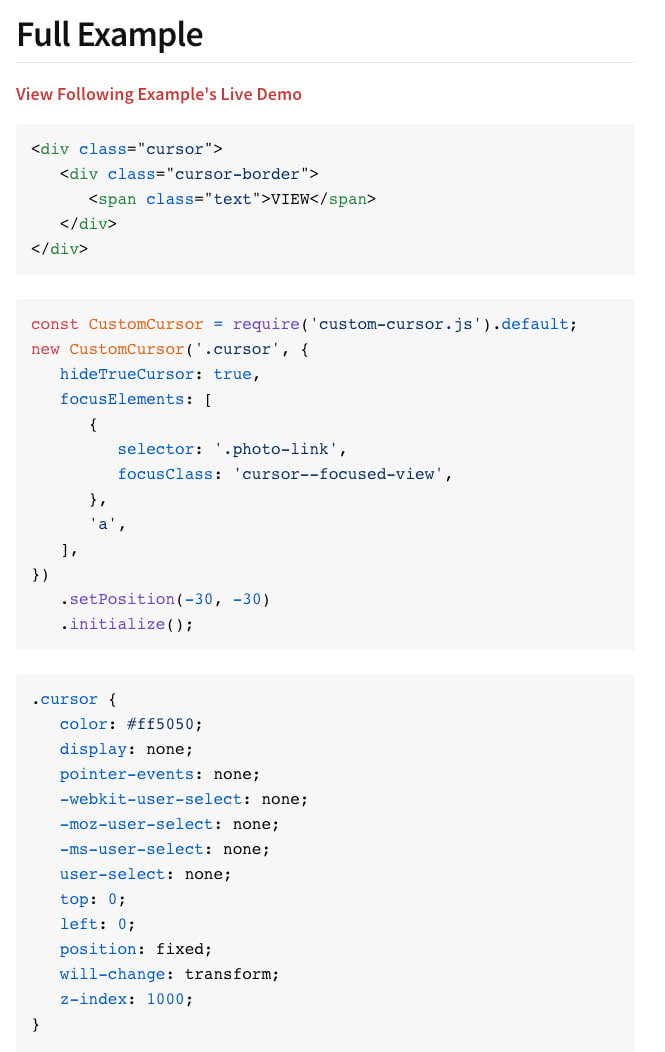 Full Example
View Following Example's Live Demo
<div class="cursor">
   <div class="cursor-border">
      <span class="text">VIEW</span>
   </div>
</div>
const CustomCursor = require('custom-cursor.js').default;
new CustomCursor('.cursor', {
   hideTrueCursor: true,
   focusElements: [
      {
         selector: '.photo-link',
         focusClass: 'cursor--focused-view',
      },
      'a',
   ],
})
   .setPosition(-30, -30)
   .initialize();
.cursor {
   color: #ff5050;
   display: none;
   pointer-events: none;
   -webkit-user-select: none;
   -moz-user-select: none;
   -ms-user-select: none;
   user-select: none;
   top: 0;
   left: 0;
   position: fixed;
   will-change: transform;
   z-index: 1000;
}